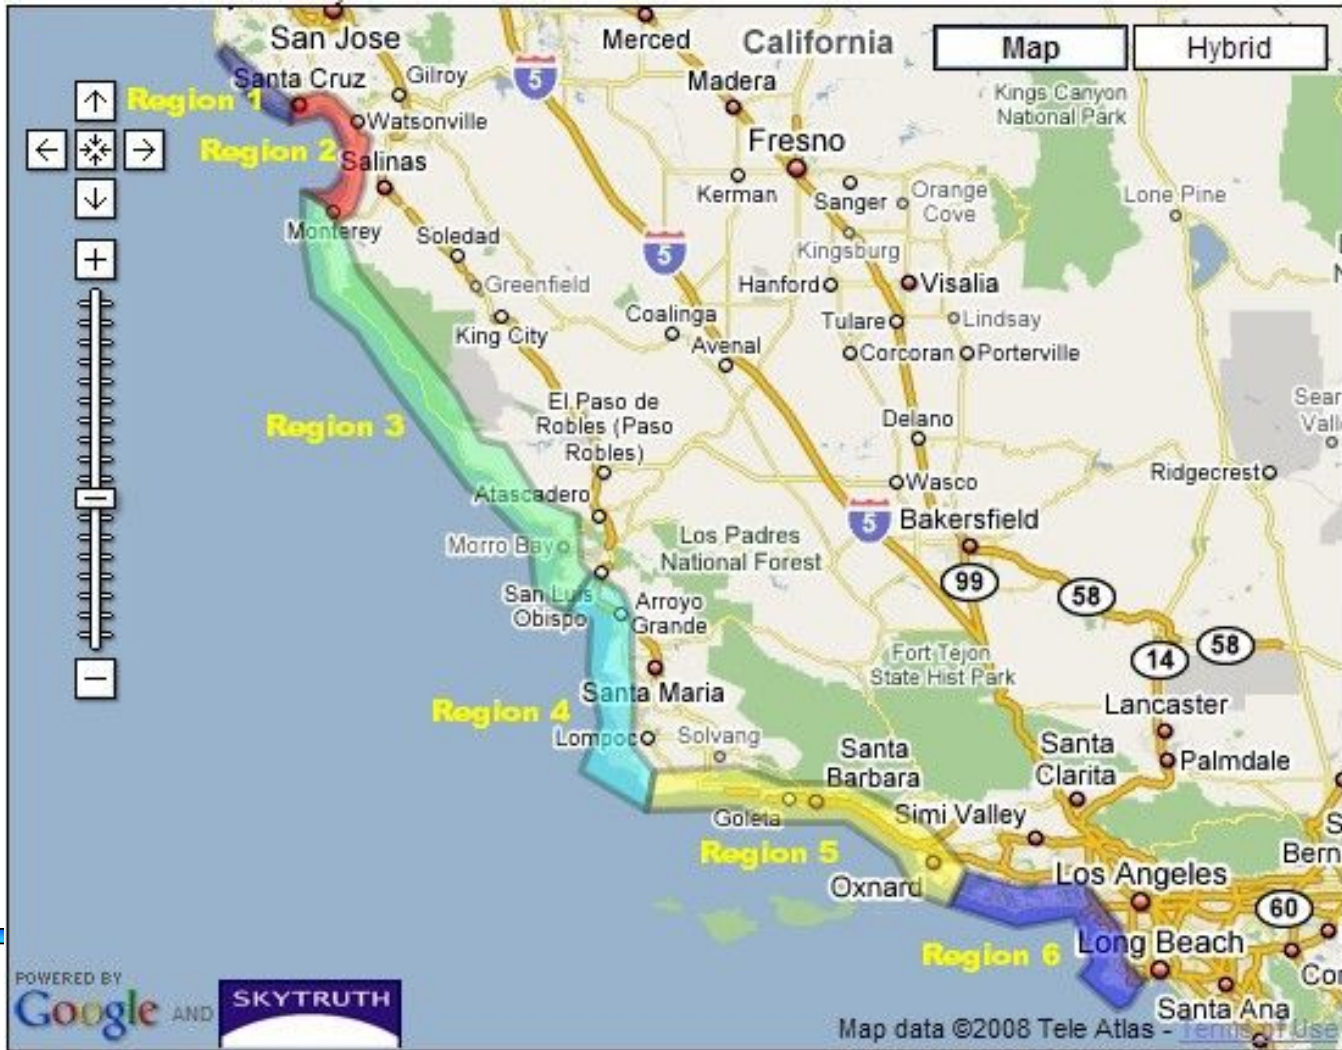 San Jose
Merced
California
Map
Hybrid
Santa Cruz
Gilroy
5
Madera
Kings Canyon
National Park
Region 1
Watsonville
Region 2
Salinas
Fresno
Kerman
Sanger
Orange
Cove
Lone Pine
Monterey
Soledad
5
Kingsburg
Greenfield
Hanford
Visalia
King City
Coalinga
Tulare
Lindsay
Avenal
Corcoran
Porterville
Region 3
El Paso de
Robles (Paso
Robles)
Delano
Ridgecrest
Atascadero
Wasco
Morro Bay
Los Padres
National Forest
5
Bakersfield
99
58
San Luis
Obispo
Arroyo
Grande
Fort Tejon
State Hist Park
14
58
Santa Maria
Region 4
Lancaster
Lompoc
Solvang
Santa
Barbara
Santa
Clarita
Palmdale
Goleta
Simi Valley
Region 5
Oxnard
Los Angeles
60
Region 6
Long Beach
Santa Ana
POWERED BY
Google AND SKYTRUTH
Map data ©2008 Tele Atlas - Terms of Use